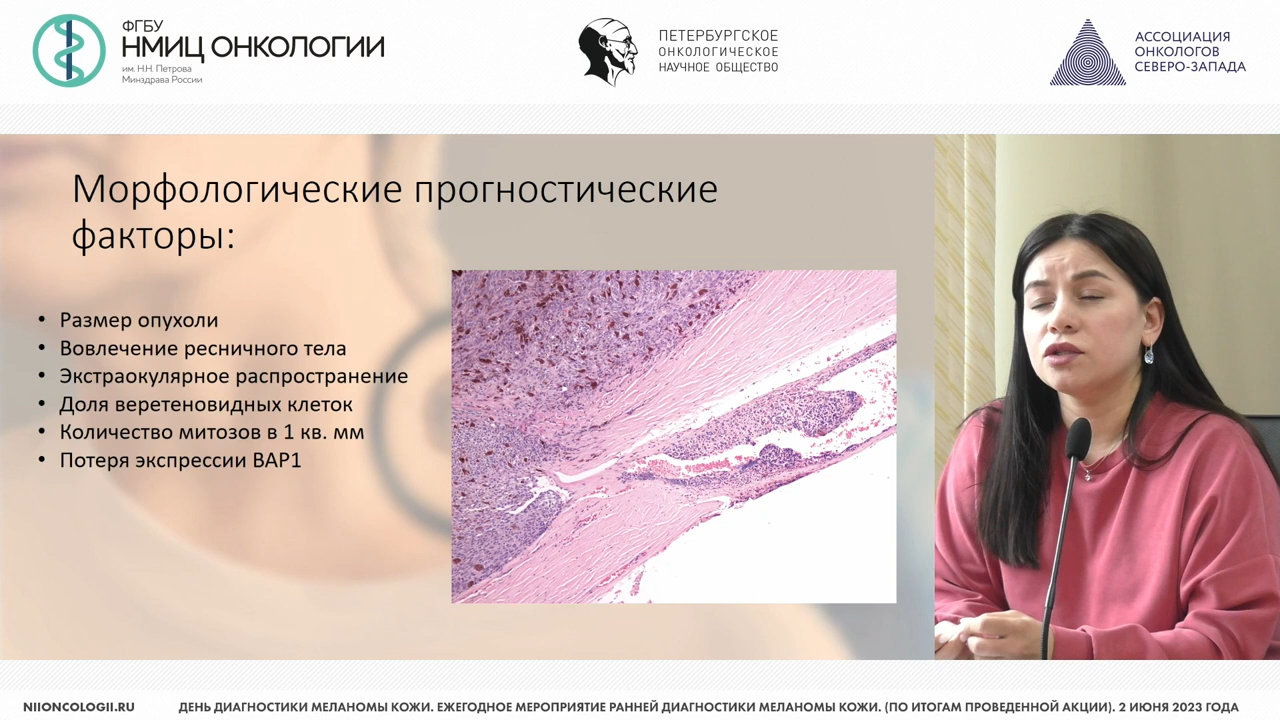 ФГБУ
НМИЦ ОНКОЛОГИИ
им. Н.Н. Петрова
Минздрава России
ПЕТЕРБУРГСКОЕ
ОНКОЛОГИЧЕСКОЕ
НАУЧНОЕ ОБЩЕСТВО
АССОЦИАЦИЯ
ОНКОЛОГОВ
СЕВЕРО-ЗАПАДА
Морфологические прогностические
факторы:
• Размер опухоли
• Вовлечение ресничного тела
• Экстраокулярное распространение
• Доля веретеновидных клеток
• Количество митозов в 1 кв. мм
• Потеря экспрессии BAP1
NIIONCOLOGII.RU
ДЕНЬ ДИАГНОСТИКИ МЕЛАНОМЫ КОЖИ. ЕЖЕГОДНОЕ МЕРОПРИЯТИЕ РАННЕЙ ДИАГНОСТИКИ МЕЛАНОМЫ КОЖИ. (ПО ИТОГАМ ПРОВЕДЕННОЙ АКЦИИ). 2 ИЮНЯ 2023 ГОДА